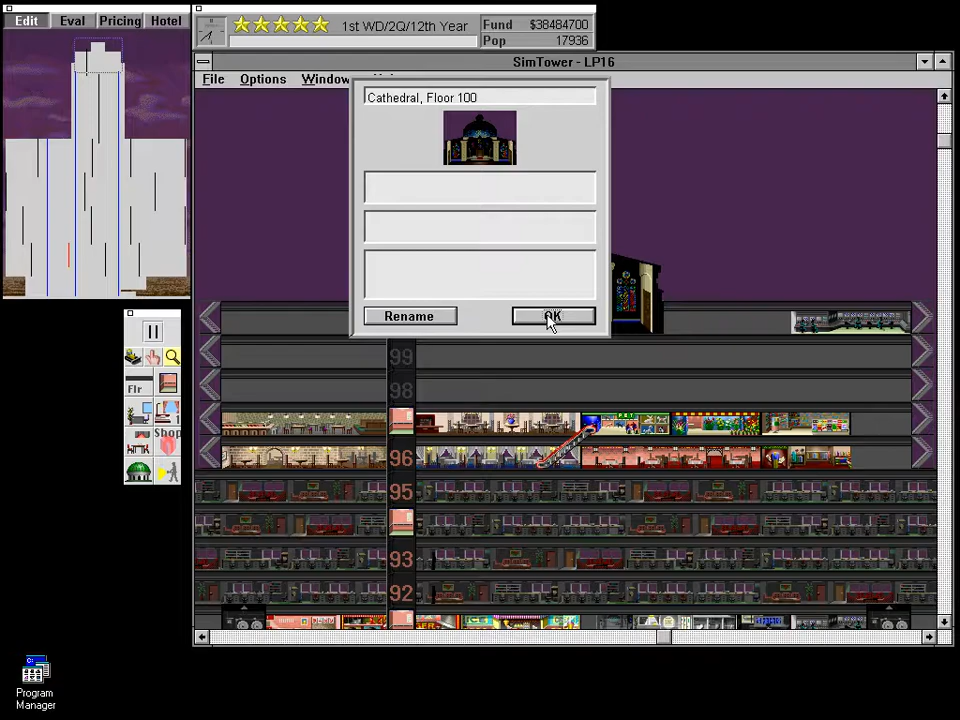 Edit Eval Pricing Hotel
1st WD/2Q/12th Year
Fund $38484700
Pop 17936
SimTower - LP16
File Options Window
Cathedral, Floor 100
Rename OK
Flr
Shop
99
98
96
95
93
92
Program
Manager